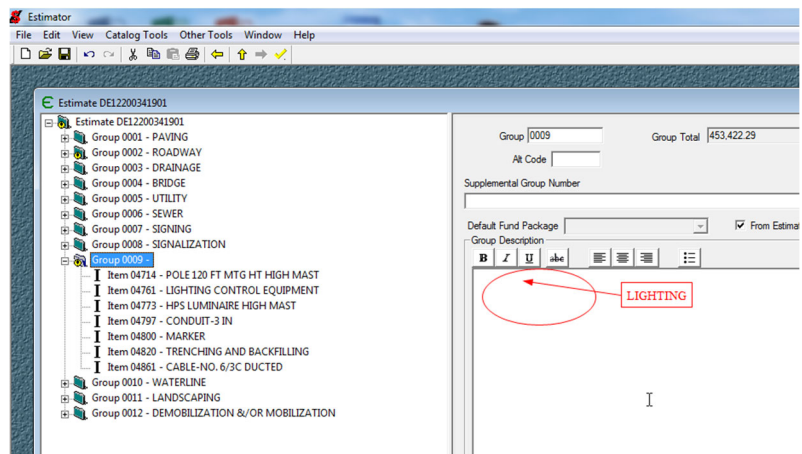 Estimator
File Edit View Catalog Tools Other Tools Window Help
Estimate DE12200341901
Estimate DE12200341901
Group 0001 - PAVING
Group 0002 - ROADWAY
Group 0003 - DRAINAGE
Group 0004 - BRIDGE
Group 0005 - UTILITY
Group 0006 - SEWER
Group 0007 - SIGNING
Group 0008 - SIGNALIZATION
Group 0009 -
Item 04714 - POLE 120 FT MTG HT HIGH MAST
Item 04761 - LIGHTING CONTROL EQUIPMENT
Item 04773 - HPS LUMINAIRE HIGH MAST
Item 04797 - CONDUIT-3 IN
Item 04800 - MARKER
Item 04820 - TRENCHING AND BACKFILLING
Item 04861 - CABLE-NO. 6/3C DUCTED
Group 0010 - WATERLINE
Group 0011 - LANDSCAPING
Group 0012 - DEMOBILIZATION &/OR MOBILIZATION
Group 0009 Group Total 453,422.29
Alt Code
Supplemental Group Number
Default Fund Package From Estimat
Group Description
B I U abc
LIGHTING